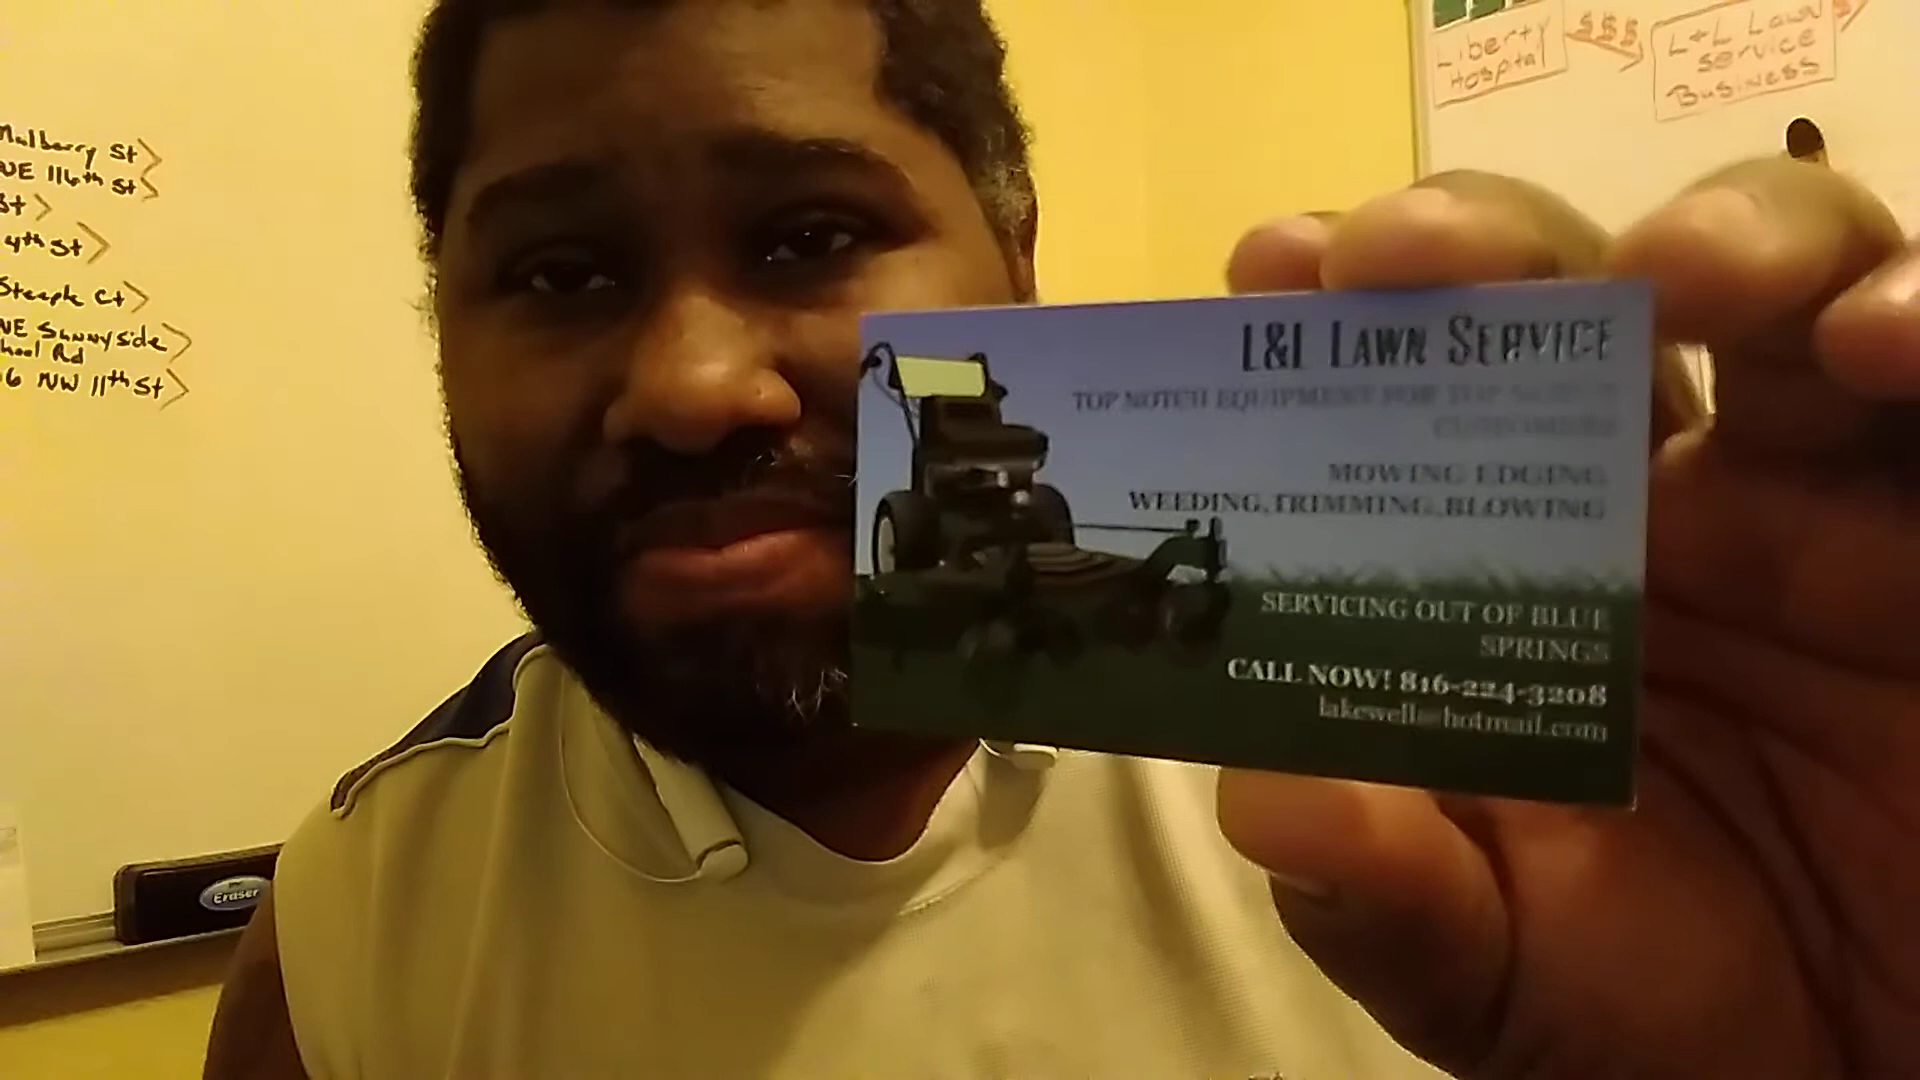 Mulberry St
NE 116th St
St
4th St
Steeple Ct
NE Sunnyside
School Rd
6 NW 11th St
Eraser
Liberty
Hospital
$$$
L+L Lawn
Service
Business
$
L&L LAWN SERVICE
TOP NOTCH EQUIPMENT FOR TOP NOTCH
CUSTOMERS
MOWING EDGING
WEEDING,TRIMMING,BLOWING
SERVICING OUT OF BLUE
SPRINGS
CALL NOW! 816-224-3208
lakewell@hotmail.com